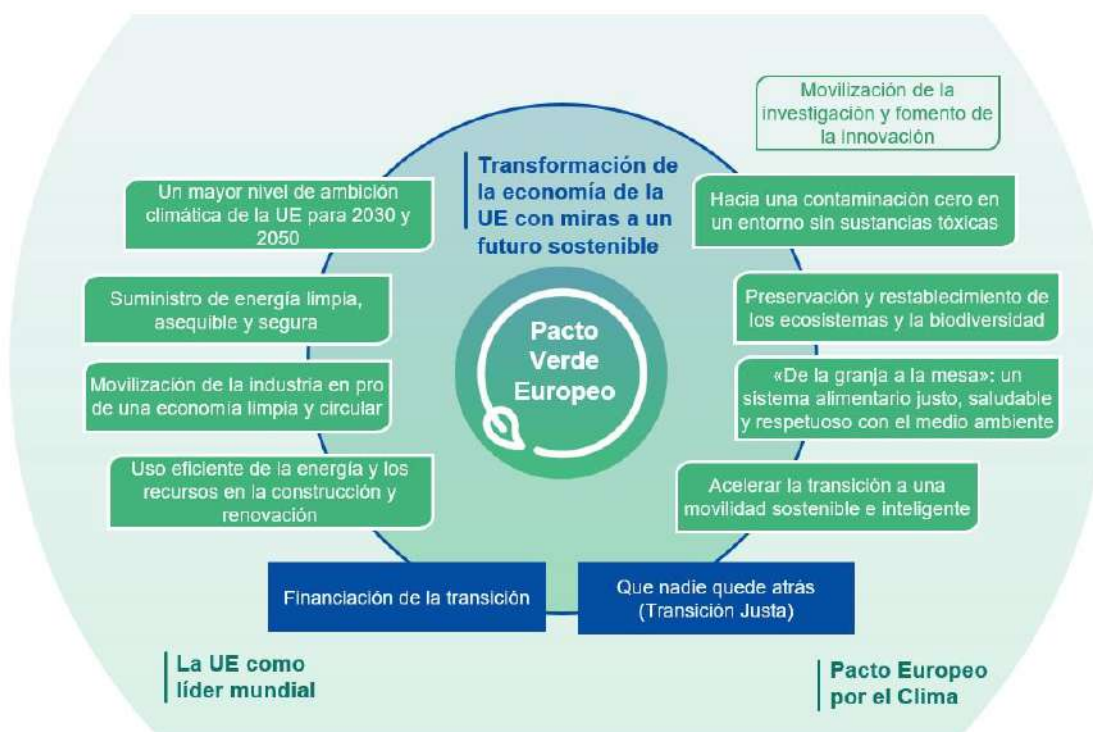 Movilización de la
investigación y fomento de
la innovación
Transformación de
la economía de la
UE con miras a un
futuro sostenible
Un mayor nivel de ambición
climática de la UE para 2030 y
2050
Suministro de energía limpia,
asequible y segura
Movilización de la industria en pro
de una economía limpia y circular
Uso eficiente de la energía y los
recursos en la construcción y
renovación
Pacto
Verde
Europeo
Hacia una contaminación cero en
un entorno sin sustancias tóxicas
Preservación y restablecimiento de
los ecosistemas y la biodiversidad
«De la granja a la mesa»: un
sistema alimentario justo, saludable
y respetuoso con el medio ambiente
Acelerar la transición a una
movilidad sostenible e inteligente
Financiación de la transición
Que nadie quede atrás
(Transición Justa)
La UE como
líder mundial
Pacto Europeo
por el Clima